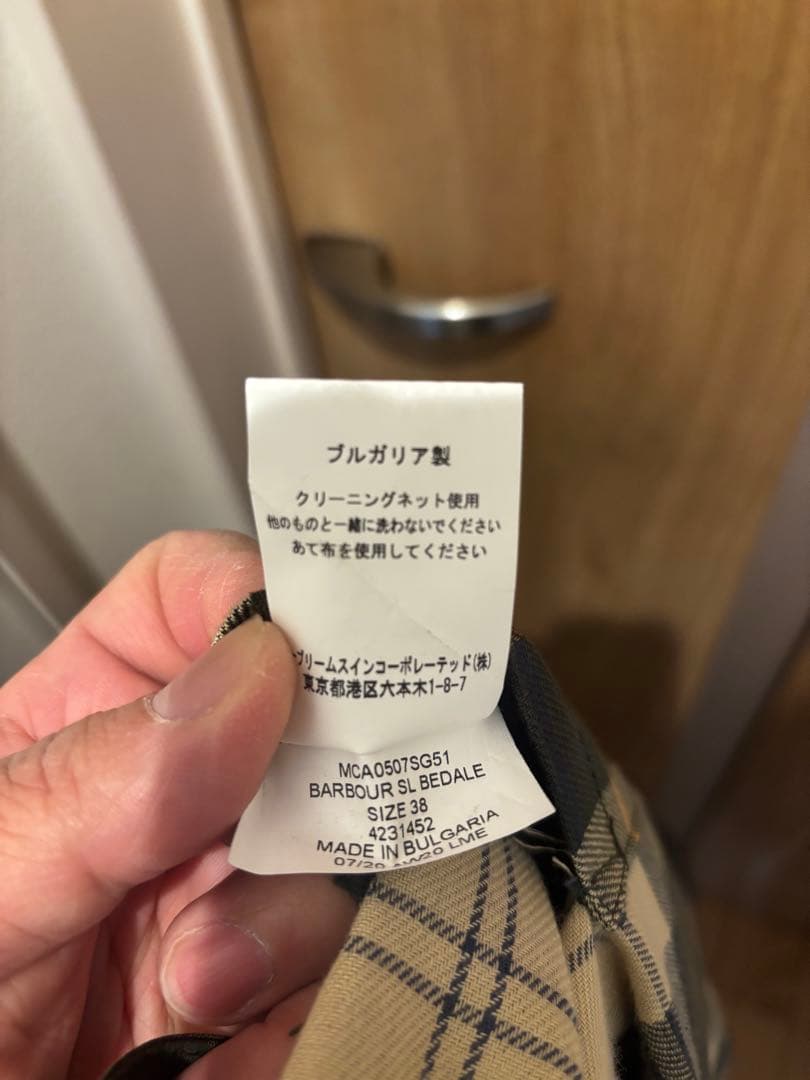 ブルガリア製
クリーニングネット使用
他のものと一緒に洗わないでください
あて布を使用してください
ブリームスインコーポレーテッド(株)
東京都港区六本木1-8-7
MCA0507SG51
BARBOUR SL BEDALE
SIZE 38
4231452
MADE IN BULGARIA
07/20 AW20 LME